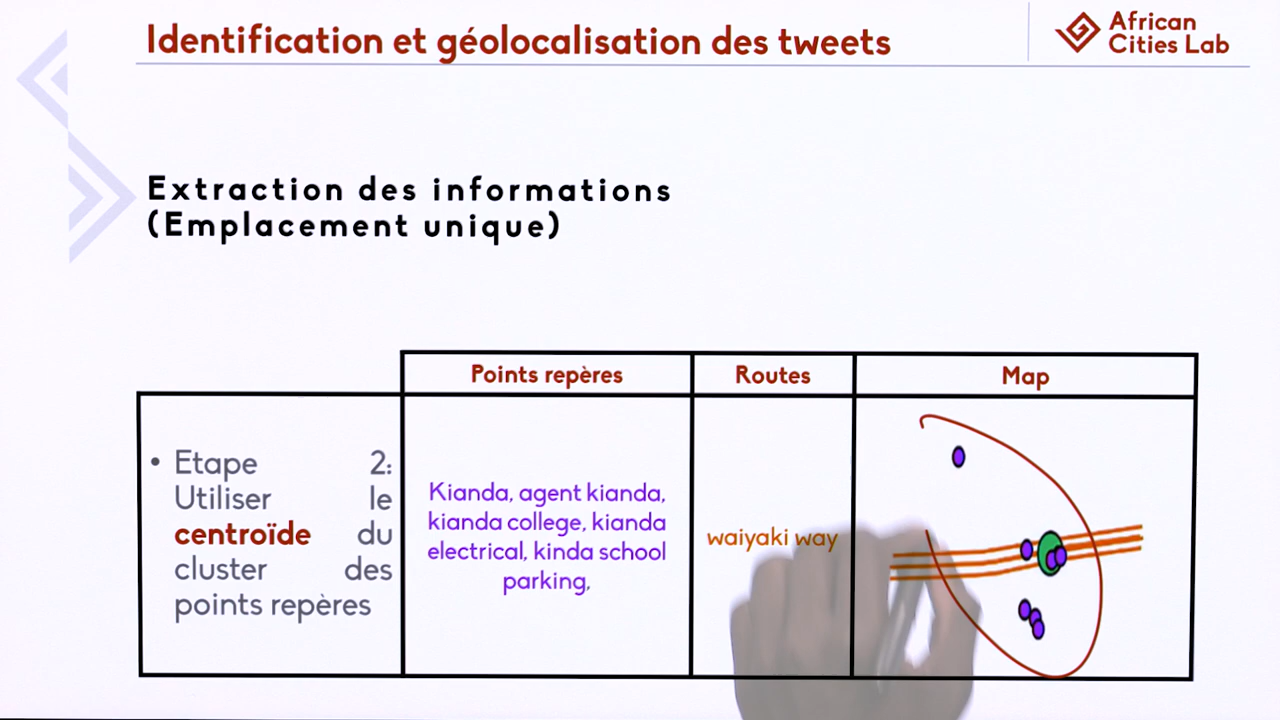 Identification et géolocalisation des tweets
African
Cities Lab
Extraction des informations
(Emplacement unique)
Points repères
Routes
Map
• Etape 2:
Utiliser le
centroïde du
cluster des
points repères
Kianda, agent kianda,
kianda college, kianda
electrical, kinda school
parking,
waiyaki way